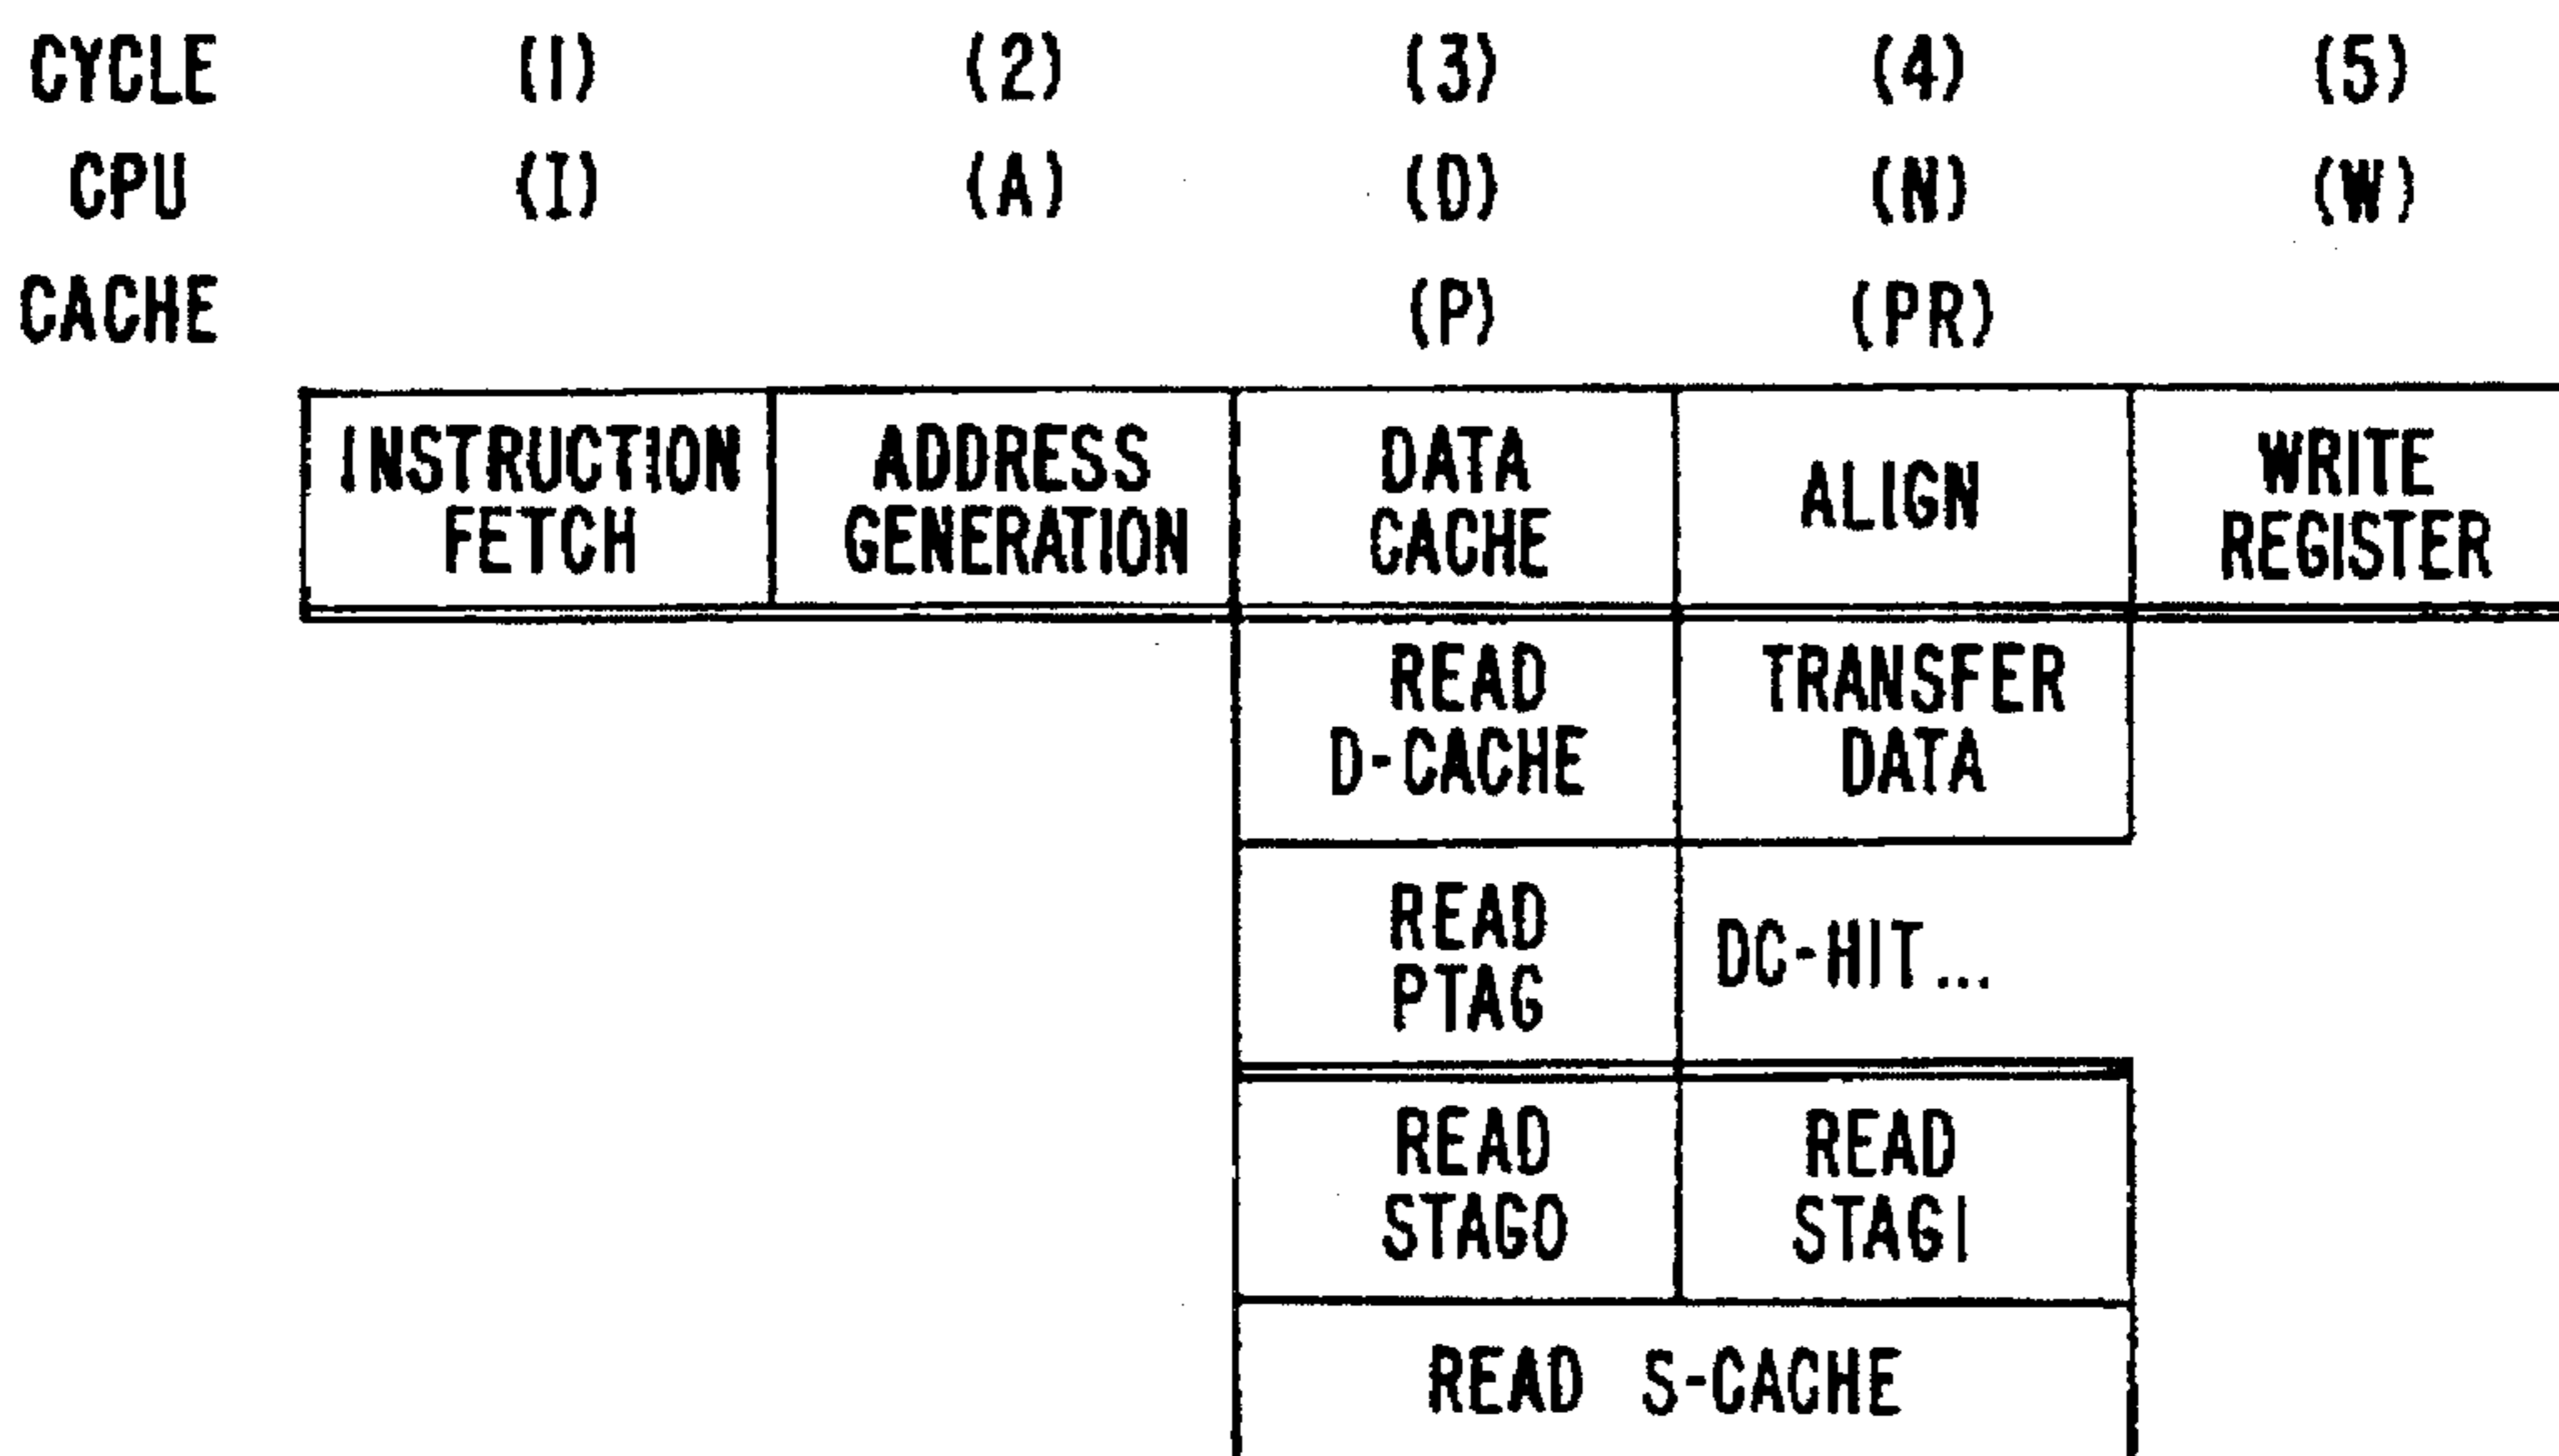 CYCLE (1) (2) (3) (4) (5)
CPU (I) (A) (D) (N) (W)
CACHE (P) (PR)
INSTRUCTION ADDRESS DATA ALIGN WRITE
FETCH GENERATION CACHE REGISTER
READ TRANSFER
D-CACHE DATA
READ DC-HIT...
PTAG
READ READ
STAG0 STAG1
READ S-CACHE